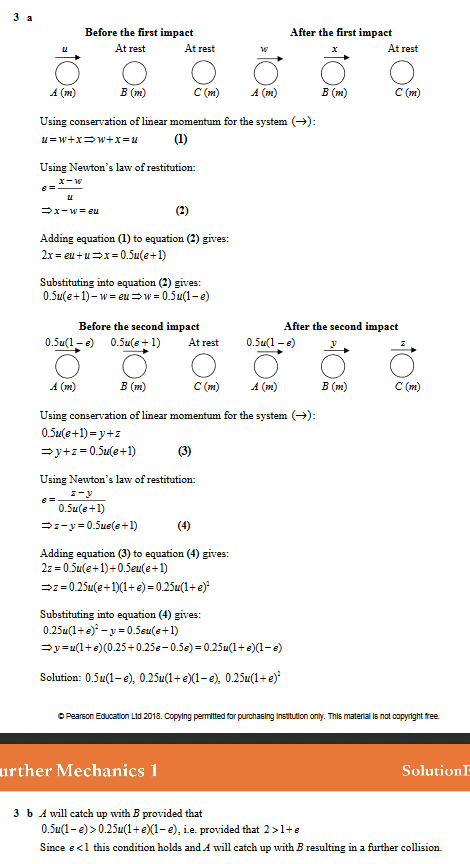 3 a
Before the first impact After the first impact
u At rest At rest w x At rest
A (m) B (m) C (m) A (m) B (m) C (m)
Using conservation of linear momentum for the system (→):
u = w + x ⇒ w + x = u (1)
Using Newton's law of restitution:
e = (x − w)/u
⇒ x − w = eu (2)
Adding equation (1) to equation (2) gives:
2x = eu + u ⇒ x = 0.5u(e + 1)
Substituting into equation (2) gives:
0.5u(e + 1) − w = eu ⇒ w = 0.5u(1 − e)
Before the second impact After the second impact
0.5u(1 − e) 0.5u(e + 1) At rest 0.5u(1 − e) y z
A (m) B (m) C (m) A (m) B (m) C (m)
Using conservation of linear momentum for the system (→):
0.5u(e + 1) = y + z
⇒ y + z = 0.5u(e + 1) (3)
Using Newton's law of restitution:
e = (z − y)/(0.5u(e + 1))
⇒ z − y = 0.5ue(e + 1) (4)
Adding equation (3) to equation (4) gives:
2z = 0.5u(e + 1) + 0.5eu(e + 1)
⇒ z = 0.25u(e + 1)(1 + e) = 0.25u(1 + e)²
Substituting into equation (4) gives:
0.25u(1 + e)² − y = 0.5eu(e + 1)
⇒ y = u(1 + e)(0.25 + 0.25e − 0.5e) = 0.25u(1 + e)(1 − e)
Solution: 0.5u(1 − e), 0.25u(1 + e)(1 − e), 0.25u(1 + e)²
© Pearson Education Ltd 2018. Copying permitted for purchasing institution only. This material is not copyright free.
urther Mechanics 1 SolutionB
3 b A will catch up with B provided that
0.5u(1 − e) > 0.25u(1 + e)(1 − e), i.e. provided that 2 > 1 + e
Since e < 1 this condition holds and A will catch up with B resulting in a further collision.